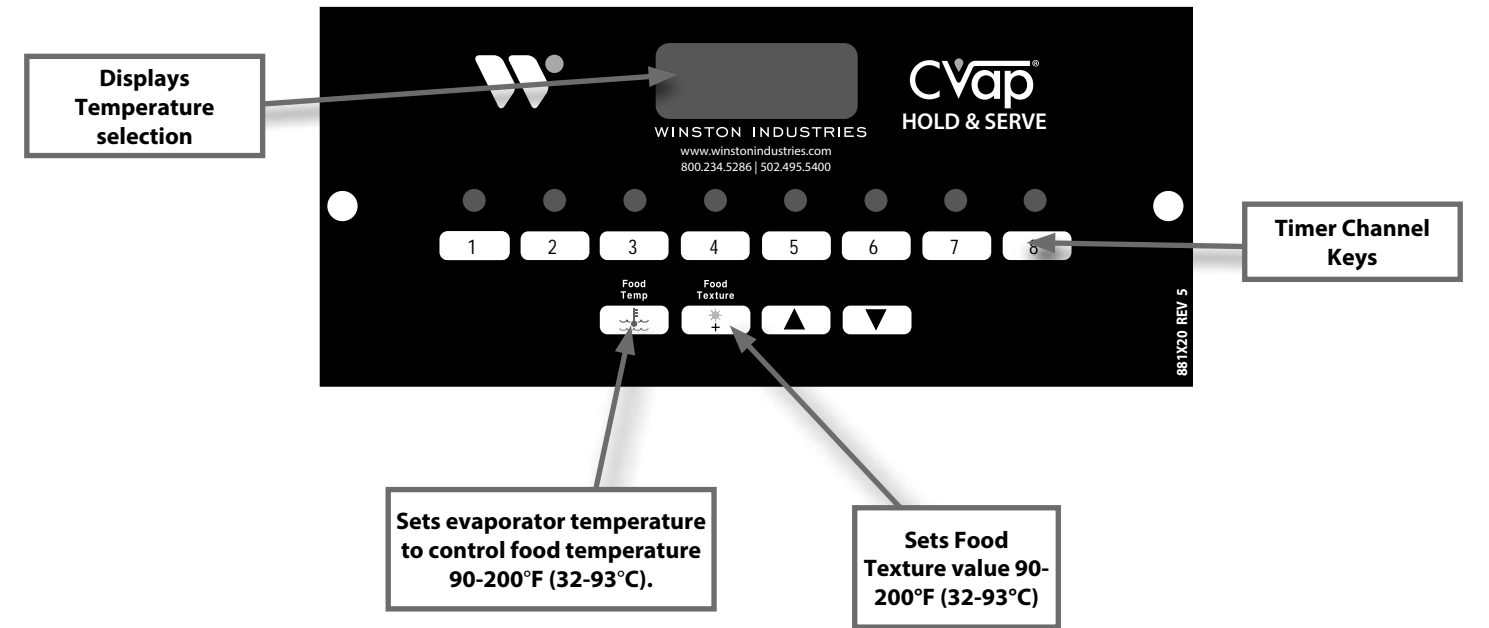 Displays
Temperature
selection
CVap®
HOLD & SERVE
WINSTON INDUSTRIES
www.winstonindustries.com
800.234.5286 | 502.495.5400
1 2 3 4 5 6 7 8
Timer Channel
Keys
Food
Temp
Food
Texture
+
881X20 REV 5
Sets evaporator temperature
to control food temperature
90-200°F (32-93°C).
Sets Food
Texture value 90-
200°F (32-93°C)